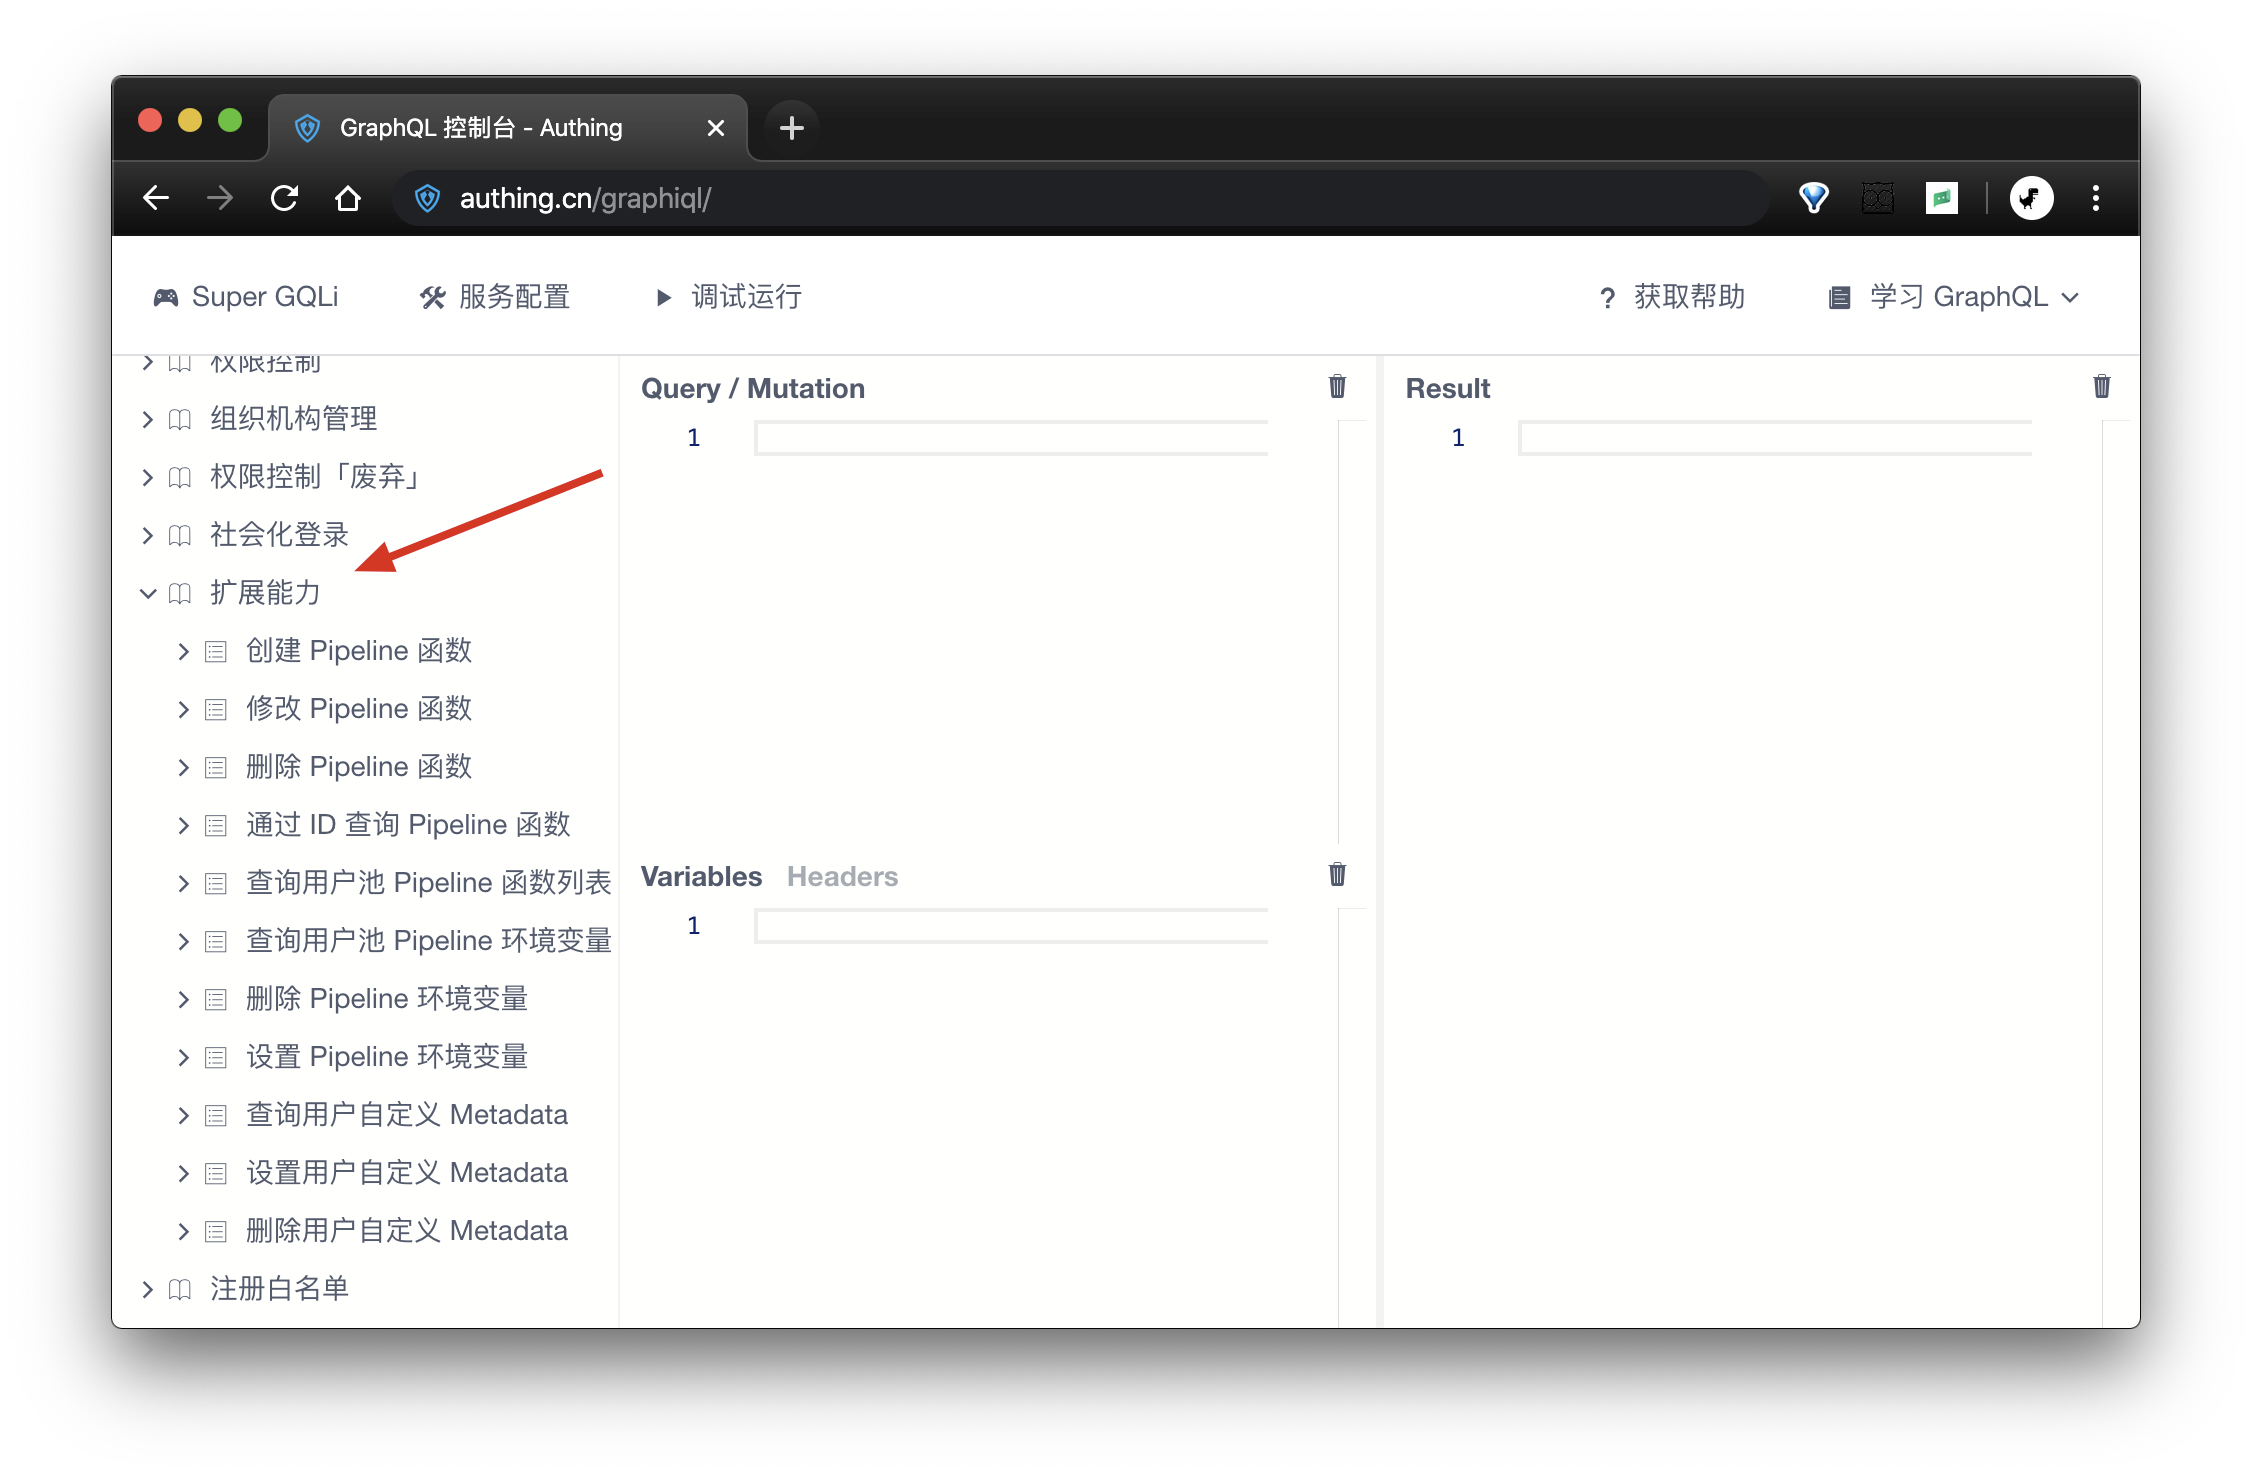 GraphQL 控制台 - Authing
authing.cn/graphiql/
Super GQLi
服务配置
调试运行
? 获取帮助
学习 GraphQL
权限控制
组织机构管理
权限控制「废弃」
社会化登录
扩展能力
创建 Pipeline 函数
修改 Pipeline 函数
删除 Pipeline 函数
通过 ID 查询 Pipeline 函数
查询用户池 Pipeline 函数列表
查询用户池 Pipeline 环境变量
删除 Pipeline 环境变量
设置 Pipeline 环境变量
查询用户自定义 Metadata
设置用户自定义 Metadata
删除用户自定义 Metadata
注册白名单
Query / Mutation
1
Variables Headers
1
Result
1